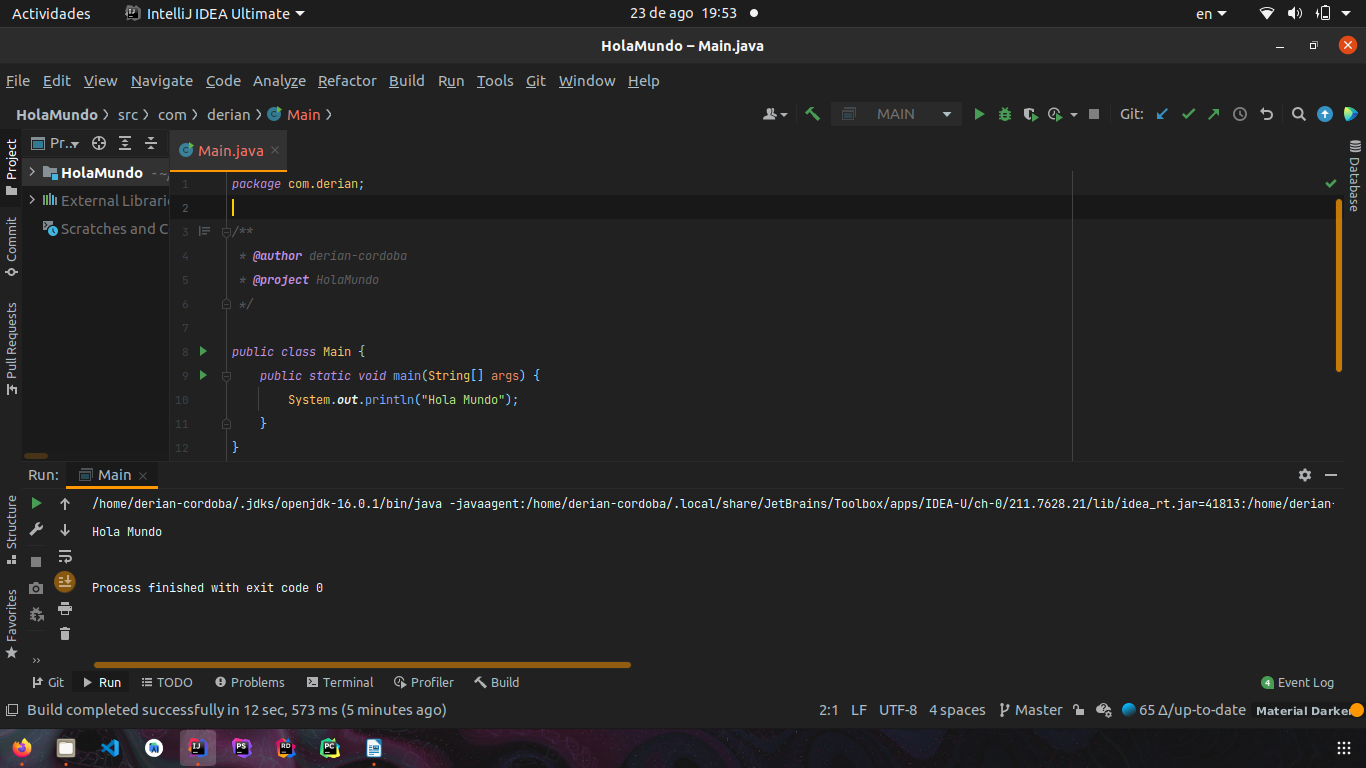 Actividades IntelliJ IDEA Ultimate 23 de ago 19:53 en
HolaMundo – Main.java
File Edit View Navigate Code Analyze Refactor Build Run Tools Git Window Help
HolaMundo src com derian Main MAIN Git:
Project
Commit
Pull Requests
Structure
Favorites
Pr...
HolaMundo
External Librari
Scratches and C
Main.java
Database
1 package com.derian;
2
3 /**
4 * @author derian-cordoba
5 * @project HolaMundo
6 */
7
8 public class Main {
9 public static void main(String[] args) {
10 System.out.println("Hola Mundo");
11 }
12 }
Run: Main
/home/derian-cordoba/.jdks/openjdk-16.0.1/bin/java -javaagent:/home/derian-cordoba/.local/share/JetBrains/Toolbox/apps/IDEA-U/ch-0/211.7628.21/lib/idea_rt.jar=41813:/home/derian-
Hola Mundo
Process finished with exit code 0
Git Run TODO Problems Terminal Profiler Build 4 Event Log
Build completed successfully in 12 sec, 573 ms (5 minutes ago) 2:1 LF UTF-8 4 spaces Master 65 Δ/up-to-date Material Darker
IJ PS RD PC